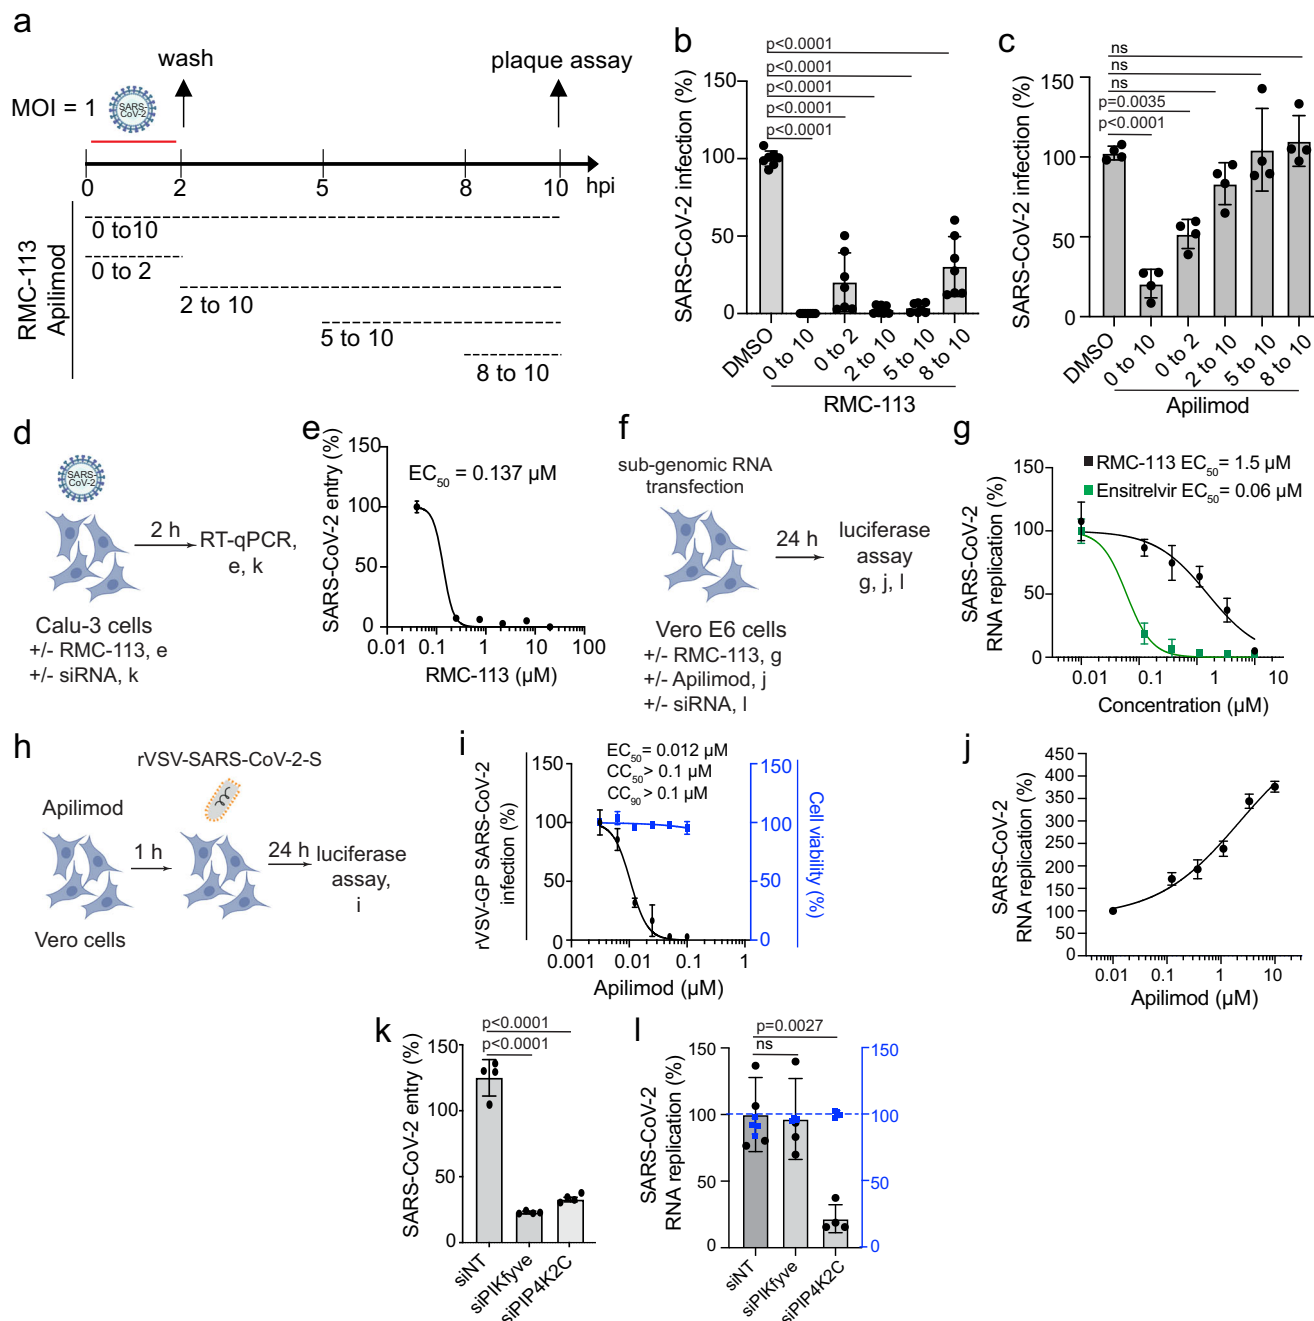 a
wash
plaque assay
MOI = 1
SARS-
CoV-2
0
2
5
8
10
hpi
RMC-113
Apilimod
0 to10
0 to 2
2 to 10
5 to 10
8 to 10
b
p<0.0001
p<0.0001
p<0.0001
p<0.0001
p<0.0001
SARS-CoV-2 infection (%)
150
100
50
0
DMSO
0 to 10
0 to 2
2 to 10
5 to 10
8 to 10
RMC-113
c
ns
ns
ns
p=0.0035
p<0.0001
SARS-CoV-2 infection (%)
150
100
50
0
DMSO
0 to 10
0 to 2
2 to 10
5 to 10
8 to 10
Apilimod
d
SARS-
CoV-2
2 h
RT-qPCR,
e, k
Calu-3 cells
+/- RMC-113, e
+/- siRNA, k
e
SARS-CoV-2 entry (%)
150
100
50
0
EC50 = 0.137 µM
0.01
0.1
1
10
100
RMC-113 (µM)
f
sub-genomic RNA
transfection
24 h
luciferase
assay
g, j, l
Vero E6 cells
+/- RMC-113, g
+/- Apilimod, j
+/- siRNA, l
g
RMC-113 EC50 = 1.5 µM
Ensitrelvir EC50 = 0.06 µM
SARS-CoV-2
RNA replication (%)
150
100
50
0
0.01
0.1
1
10
Concentration (µM)
h
rVSV-SARS-CoV-2-S
Apilimod
1 h
24 h
luciferase
assay,
i
Vero cells
i
EC50 = 0.012 µM
CC50 > 0.1 µM
CC90 > 0.1 µM
rVSV-GP SARS-CoV-2
infection (%)
150
100
50
0
150
100
50
0
Cell viability (%)
0.001
0.01
0.1
1
Apilimod (µM)
j
SARS-CoV-2
RNA replication (%)
450
400
350
300
250
200
150
100
50
0
0.01
0.1
1
10
Apilimod (µM)
k
p<0.0001
p<0.0001
SARS-CoV-2 entry (%)
150
100
50
0
siNT
siPIKfyve
siPIP4K2C
l
p=0.0027
ns
SARS-CoV-2
RNA replication (%)
150
100
50
0
150
100
50
0
siNT
siPIKfyve
siPIP4K2C